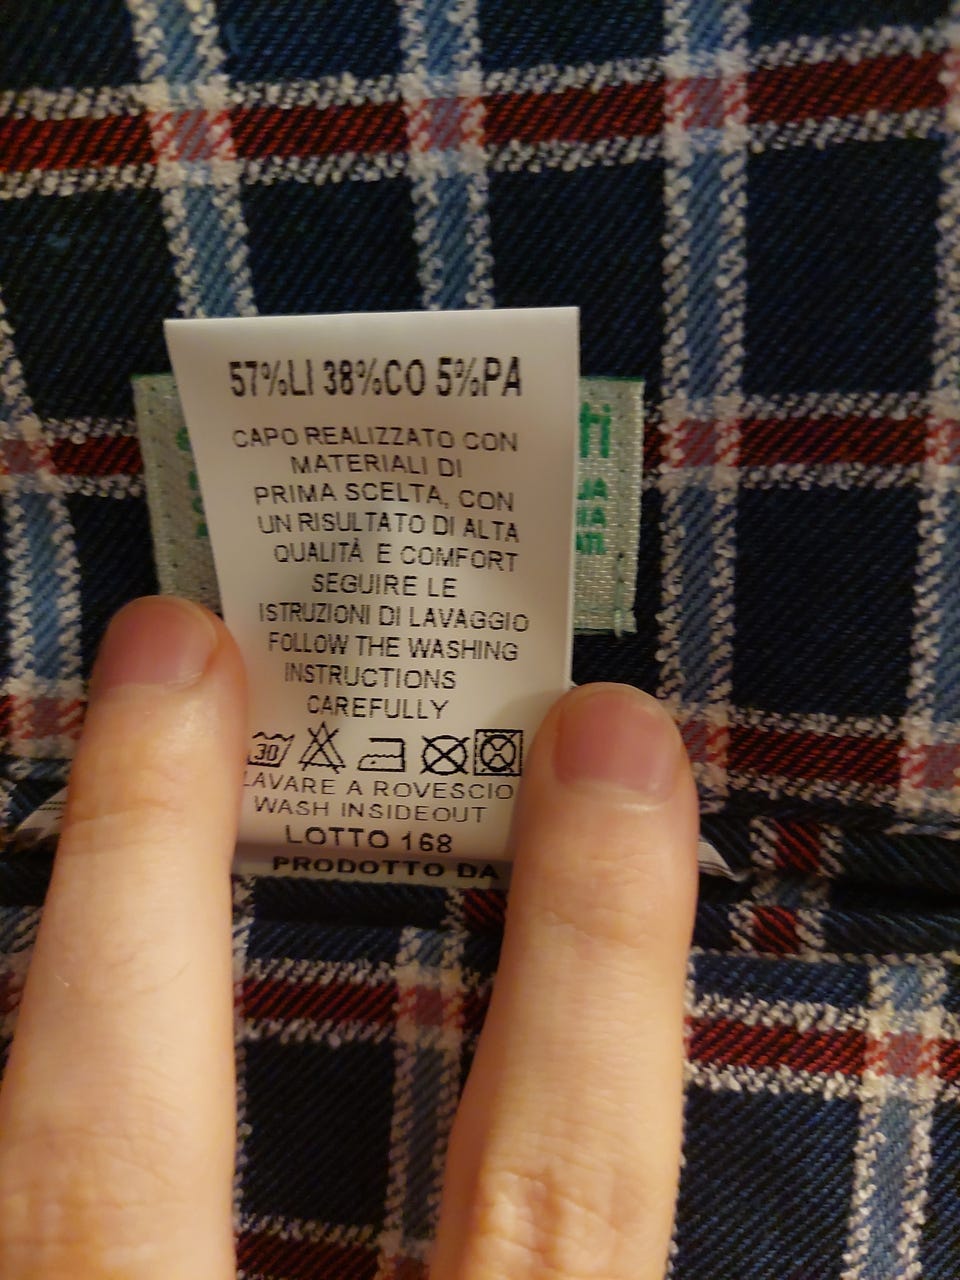 57%LI 38%CO 5%PA
CAPO REALIZZATO CON
MATERIALI DI
PRIMA SCELTA, CON
UN RISULTATO DI ALTA
QUALITÀ E COMFORT
SEGUIRE LE
ISTRUZIONI DI LAVAGGIO
FOLLOW THE WASHING
INSTRUCTIONS
CAREFULLY
30
LAVARE A ROVESCIO
WASH INSIDEOUT
LOTTO 168
PRODOTTO DA